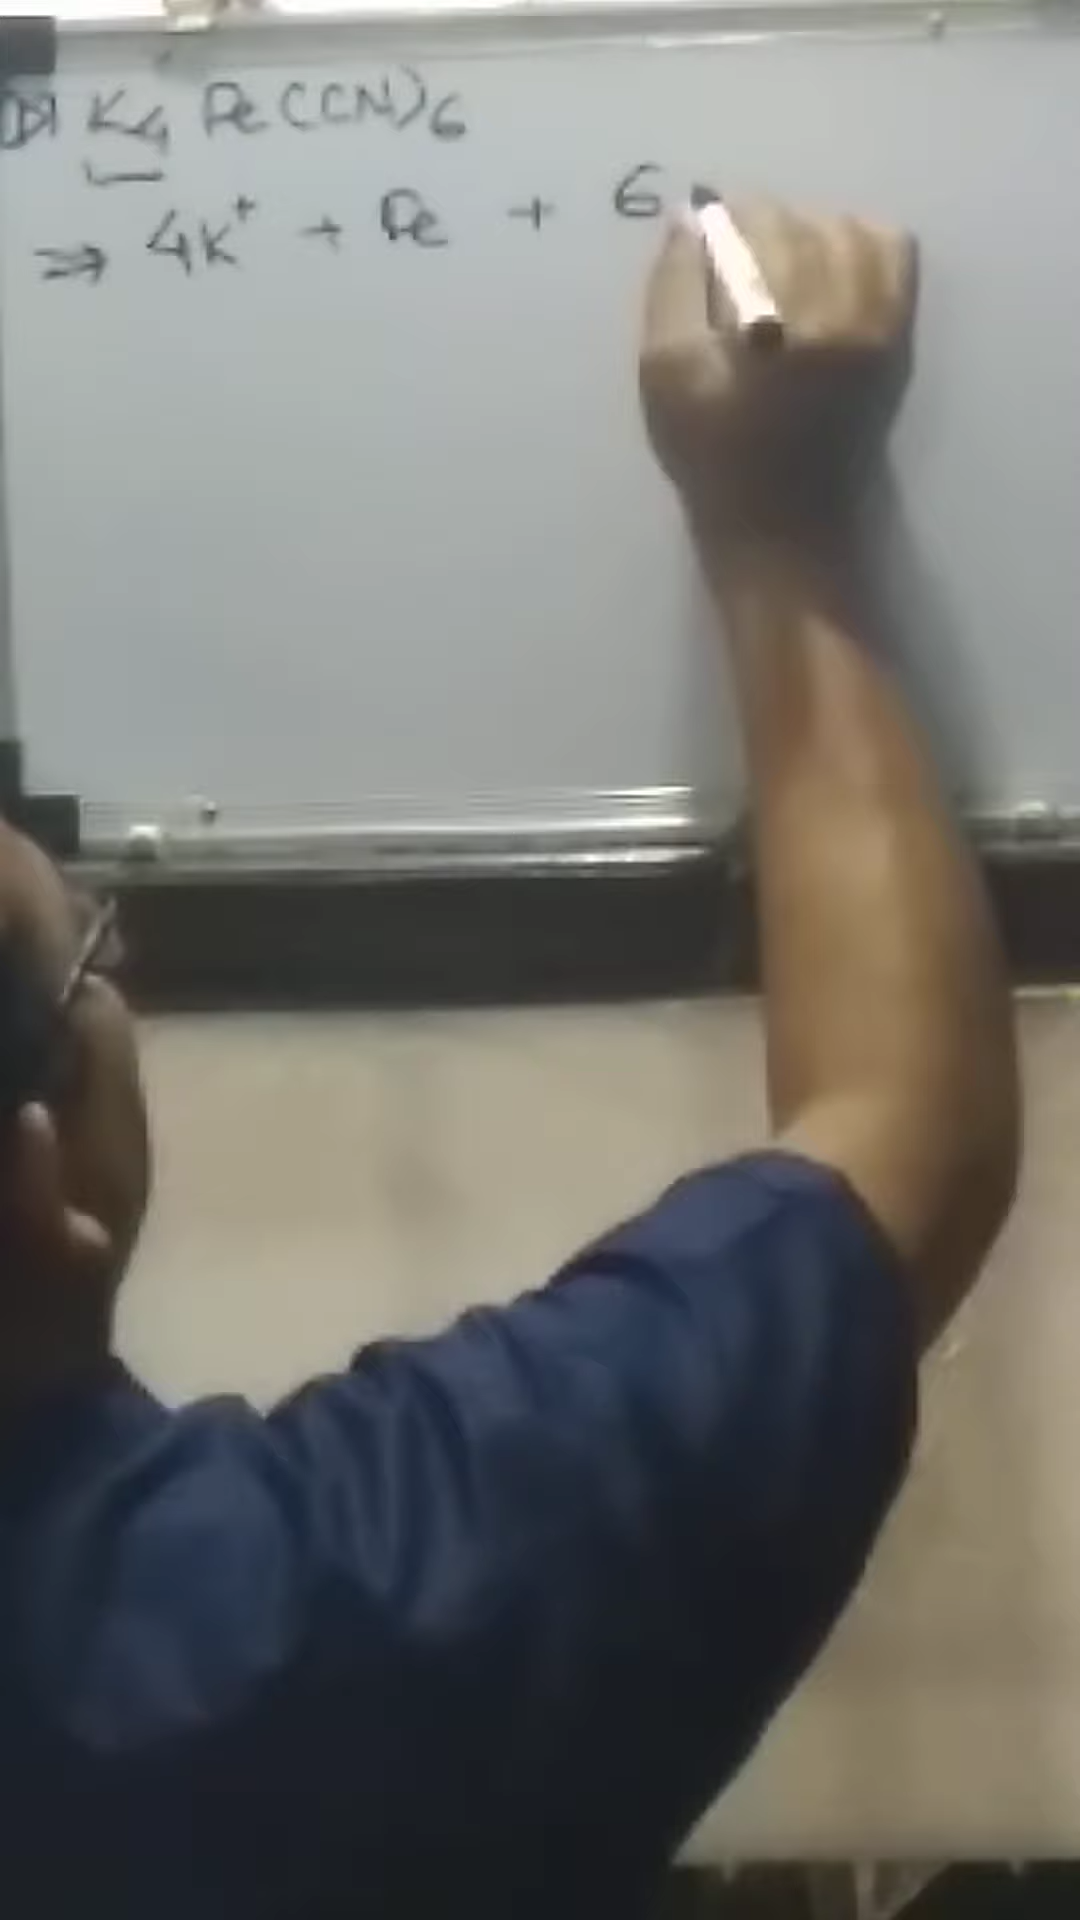 K₄ Fe(CN)₆
⇒ 4K⁺ + Fe + 6